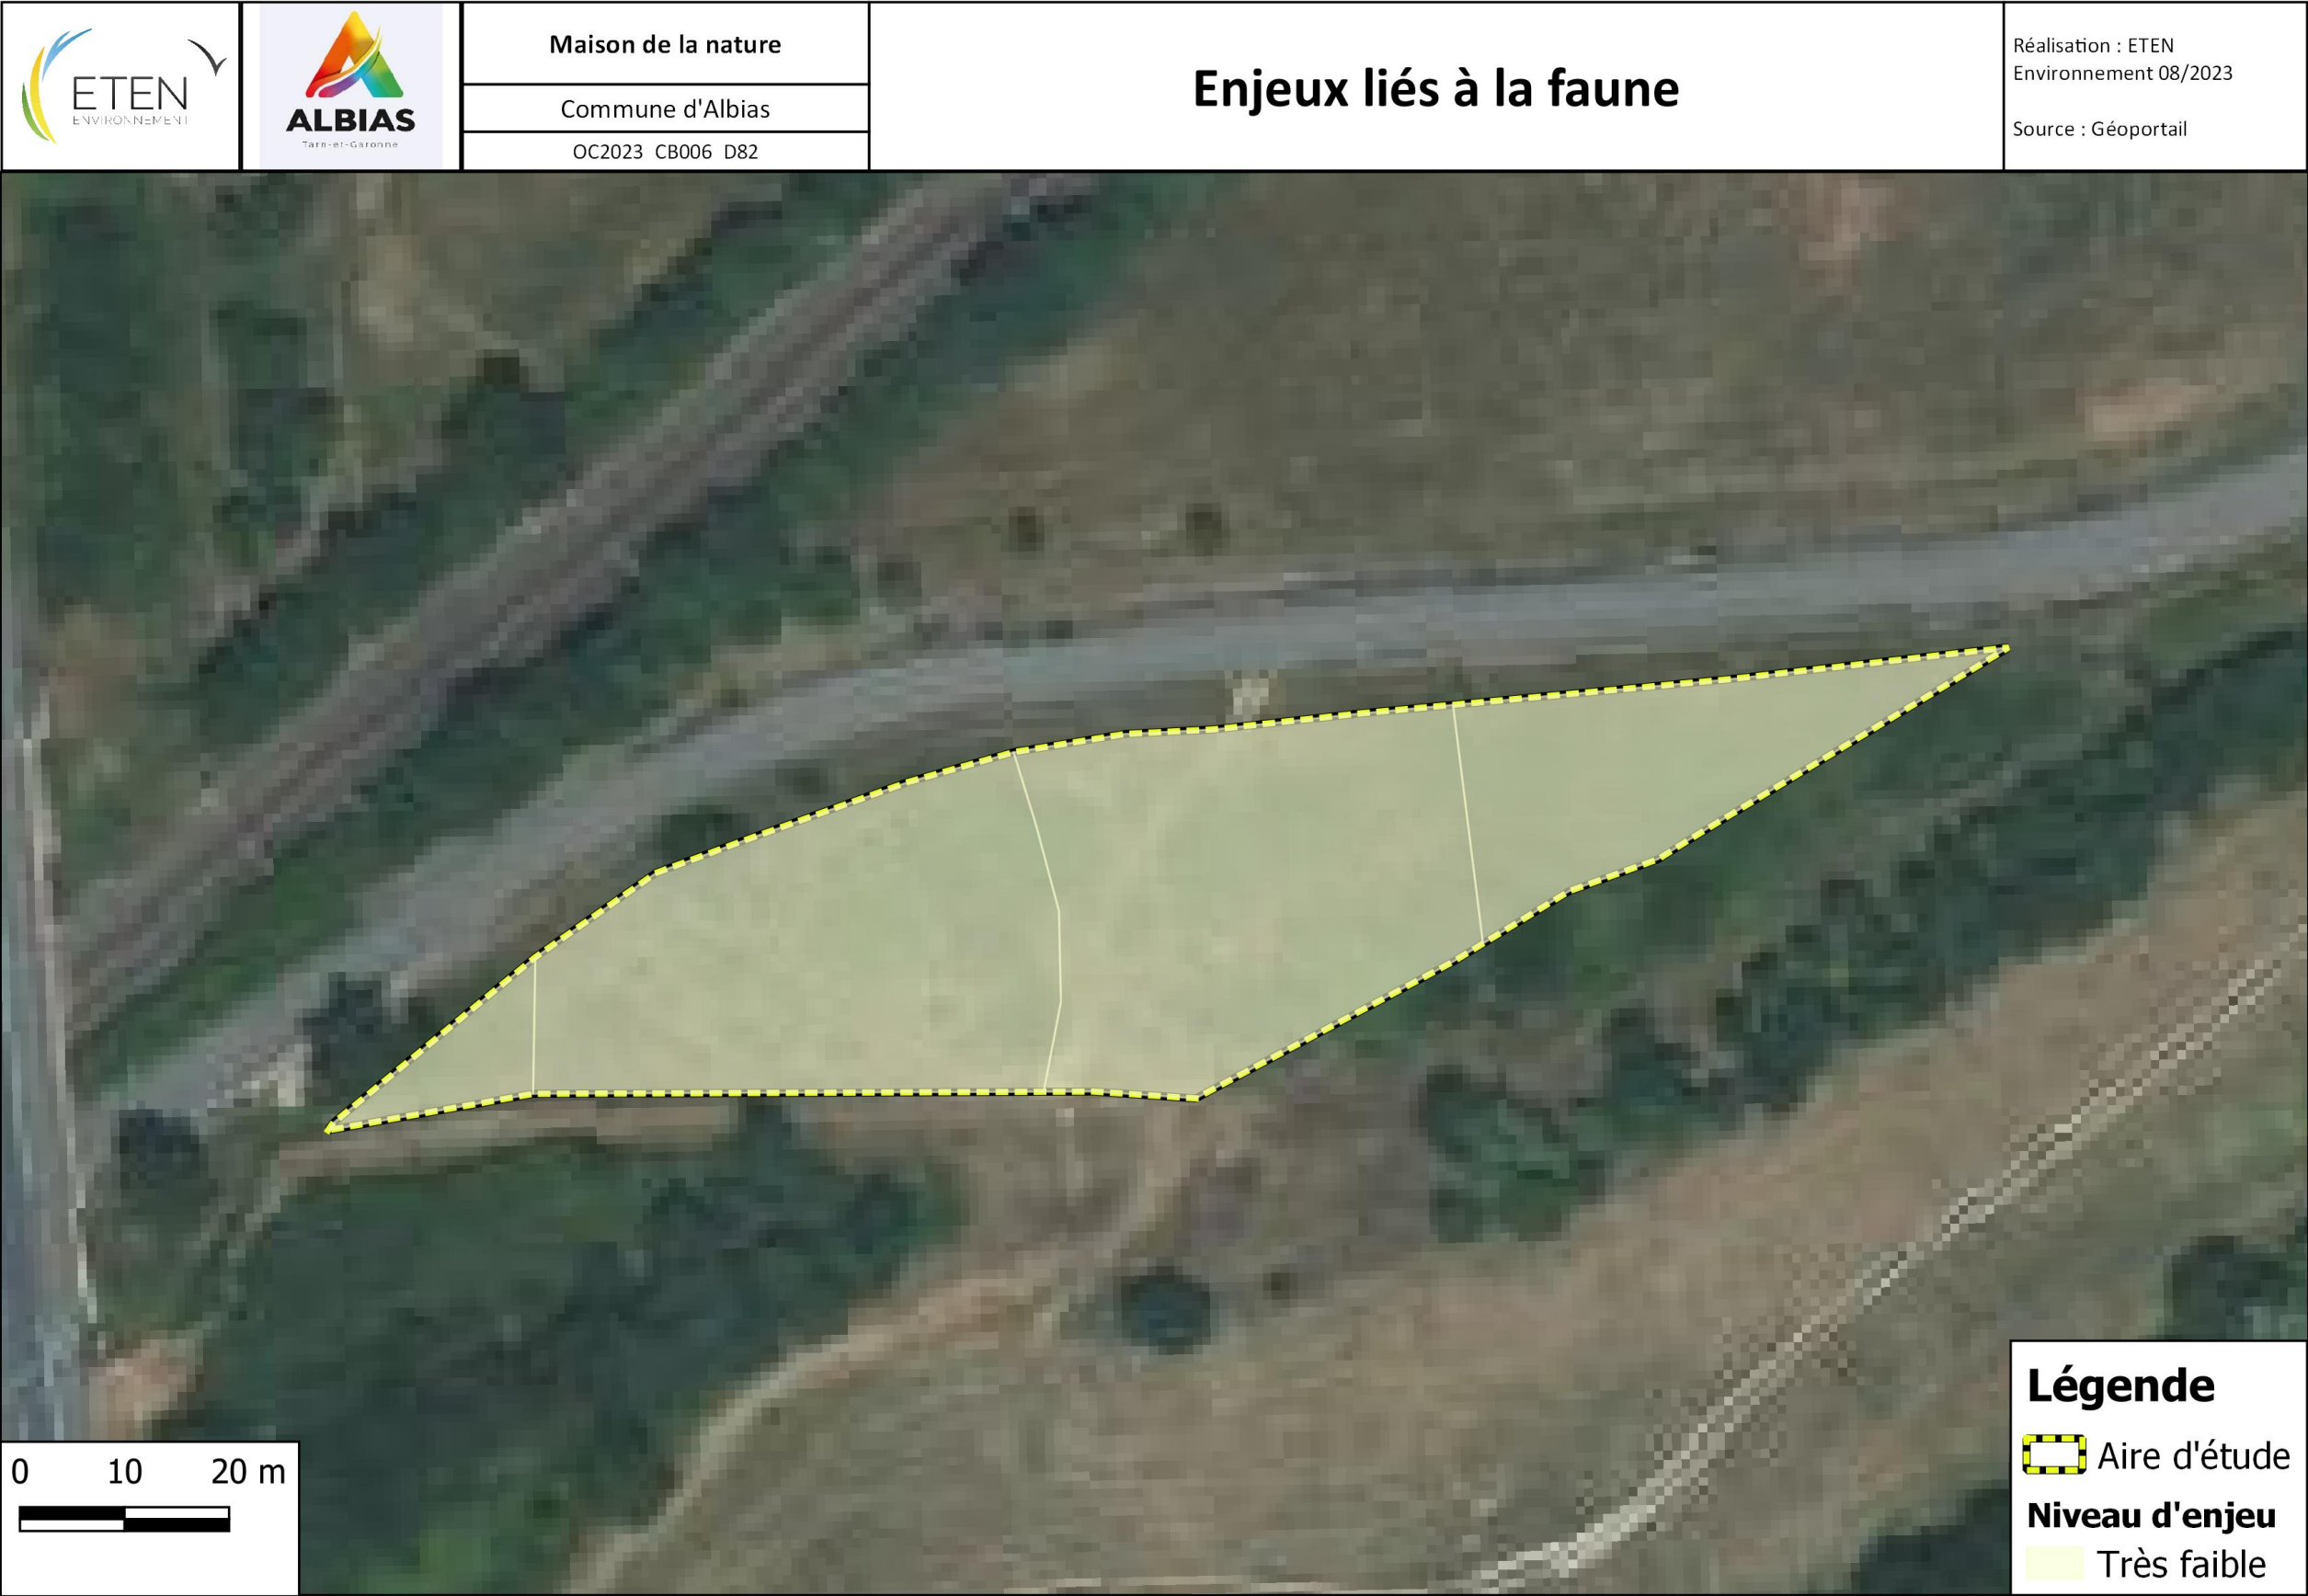 ETEN
ENVIRONNEMENT
ALBIAS
Tarn-et-Garonne
Maison de la nature
Commune d'Albias
OC2023 CB006 D82
Enjeux liés à la faune
Réalisation : ETEN
Environnement 08/2023
Source : Géoportail
0 10 20 m
Légende
Aire d'étude
Niveau d'enjeu
Très faible